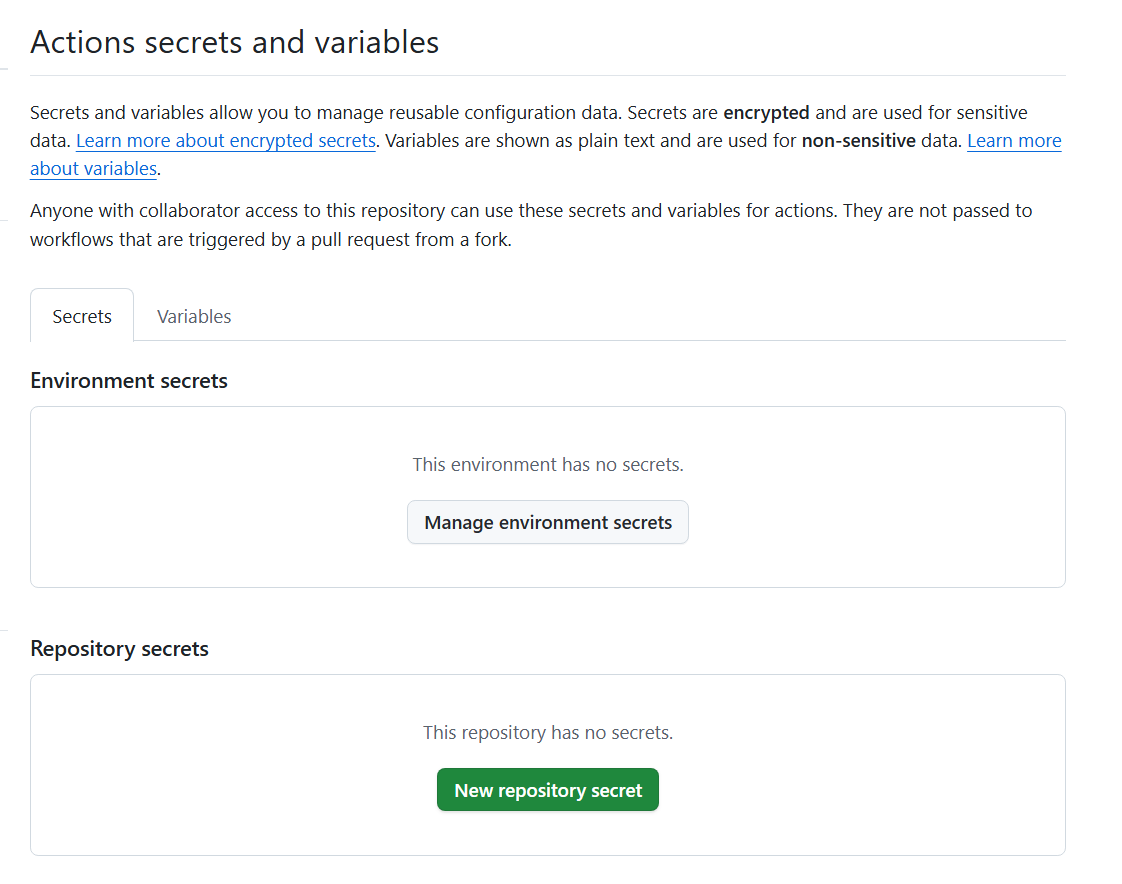 Actions secrets and variables
Secrets and variables allow you to manage reusable configuration data. Secrets are encrypted and are used for sensitive
data. Learn more about encrypted secrets. Variables are shown as plain text and are used for non-sensitive data. Learn more
about variables.
Anyone with collaborator access to this repository can use these secrets and variables for actions. They are not passed to
workflows that are triggered by a pull request from a fork.
Secrets
Variables
Environment secrets
This environment has no secrets.
Manage environment secrets
Repository secrets
This repository has no secrets.
New repository secret